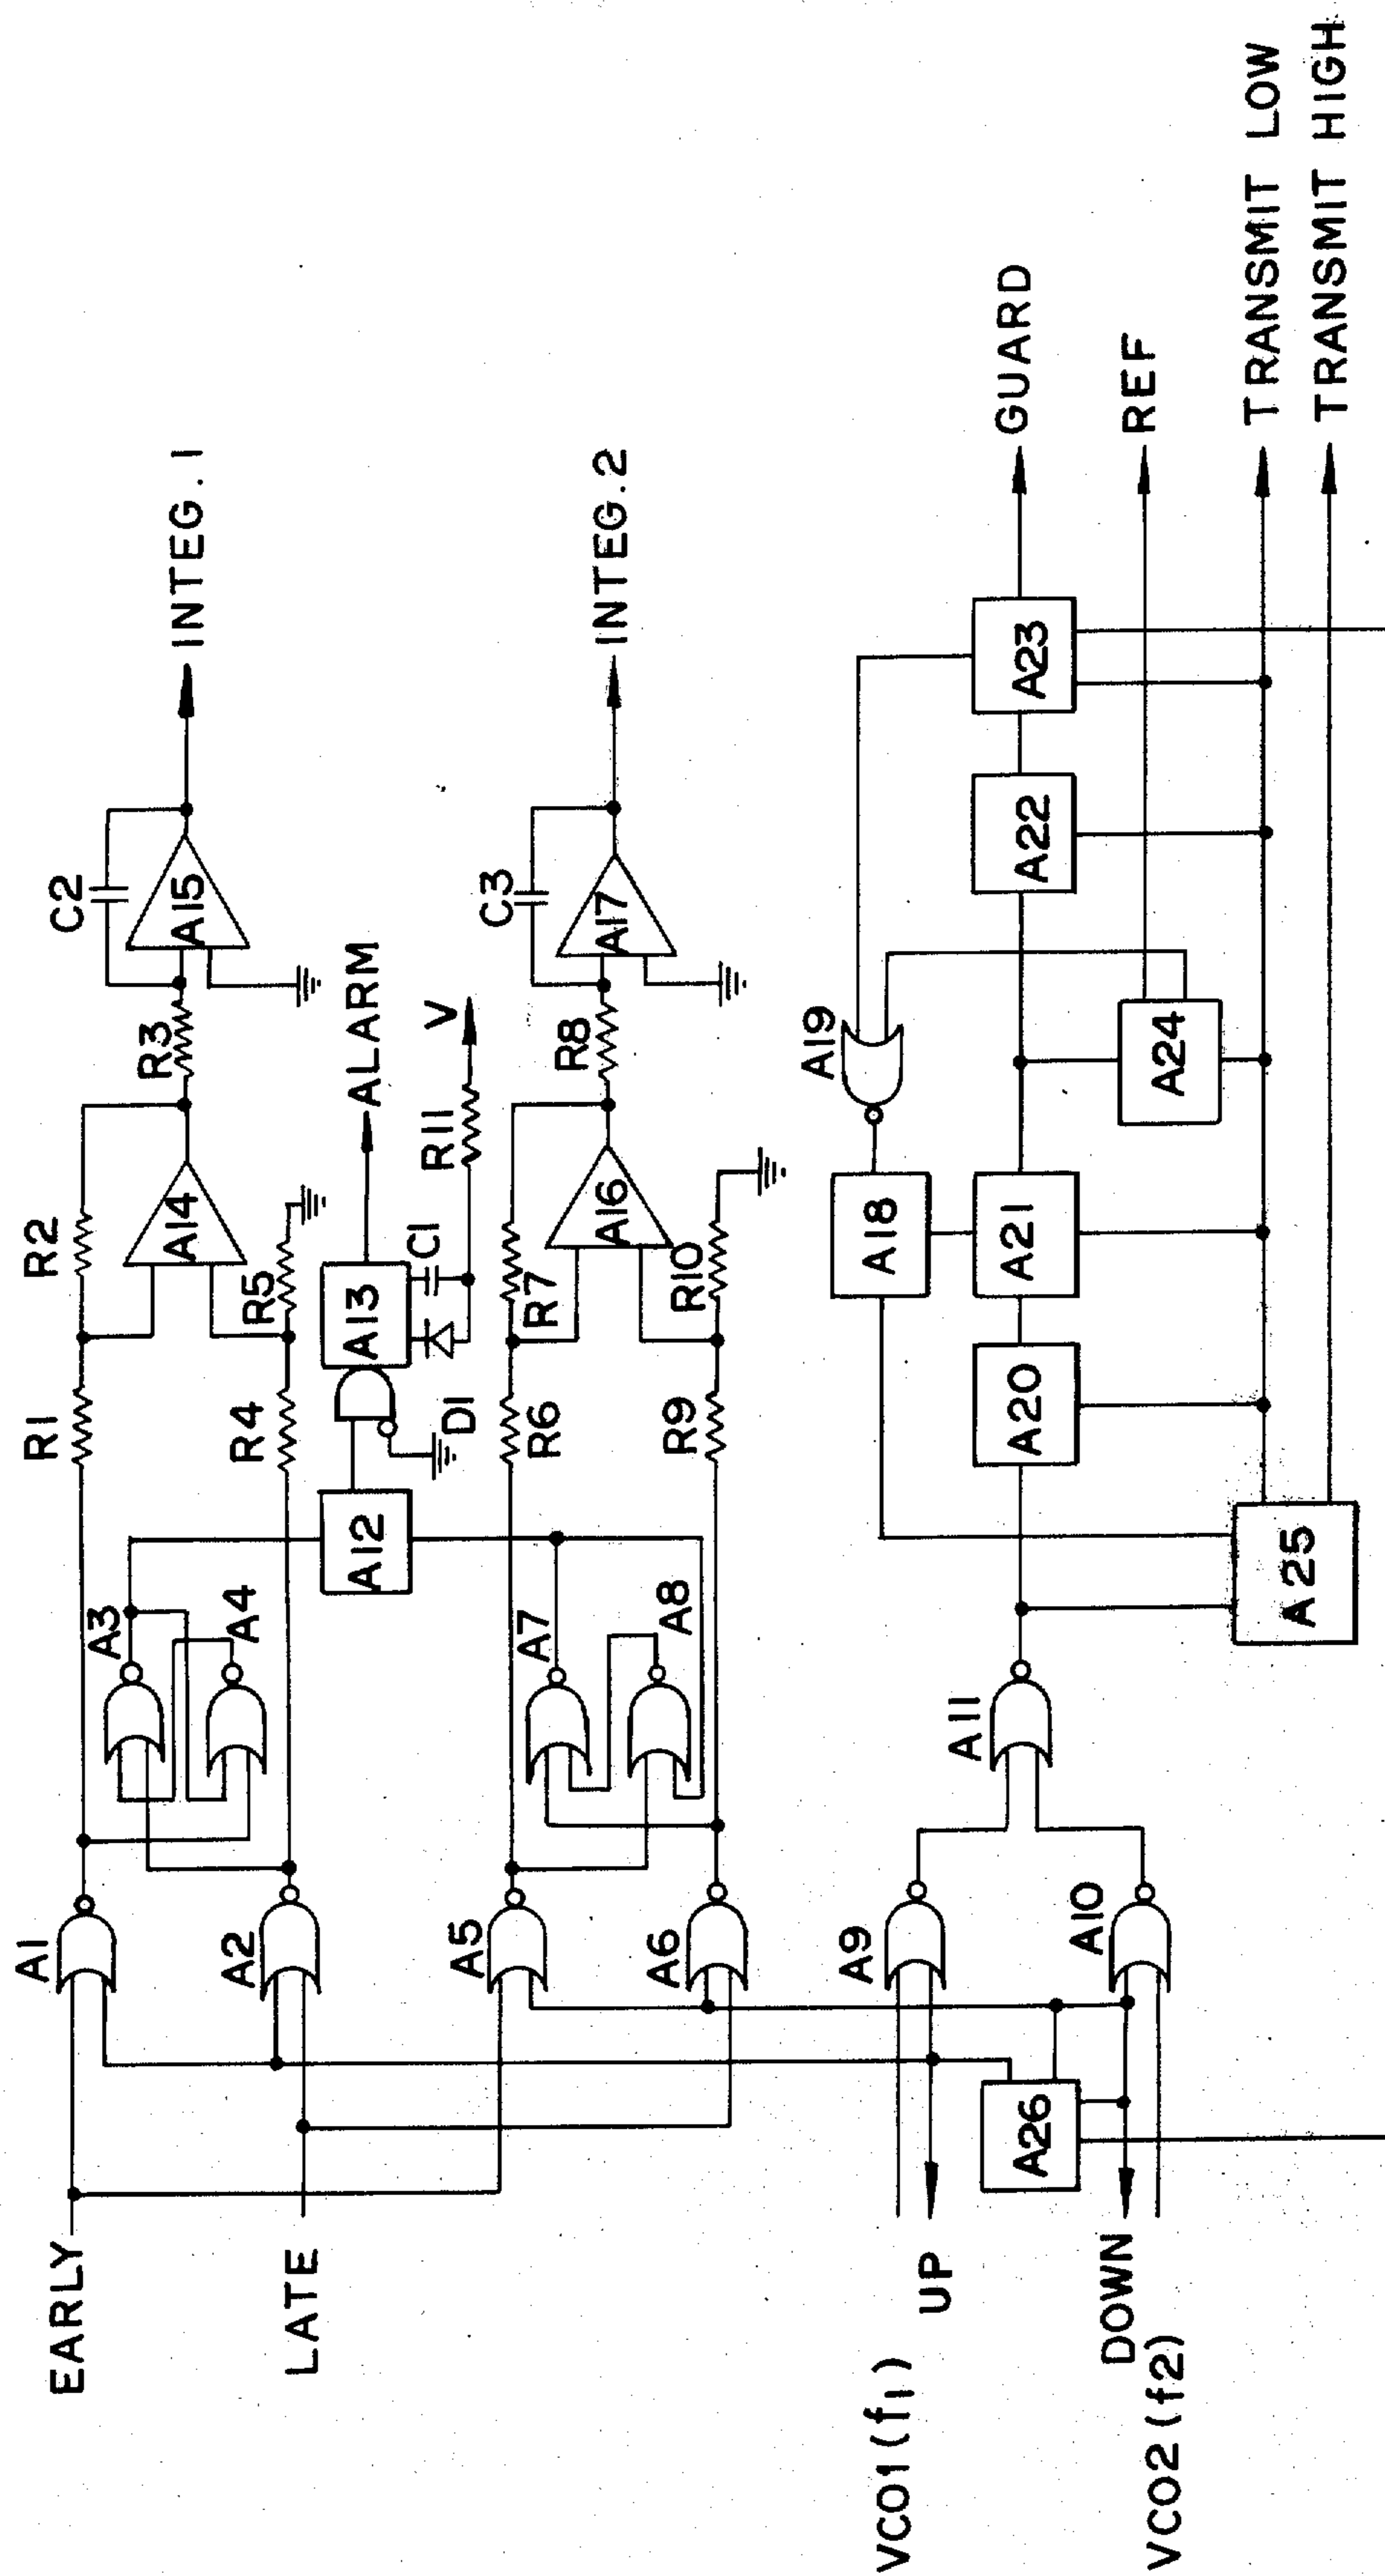 EARLY
A1
R1
R2
R3
C2
A15
INTEG.1
A3
A4
A14
LATE
A2
R4
R5
A12
A13
ALARM
D1
C1
R11
V
A5
R6
R7
A16
R8
C3
A17
INTEG.2
A7
A8
A6
R9
R10
VCO1(f1)
UP
A9
A18
A19
A26
A11
A20
A21
A22
A23
GUARD
DOWN
VCO2(f2)
A10
A24
REF
A25
TRANSMIT LOW
TRANSMIT HIGH